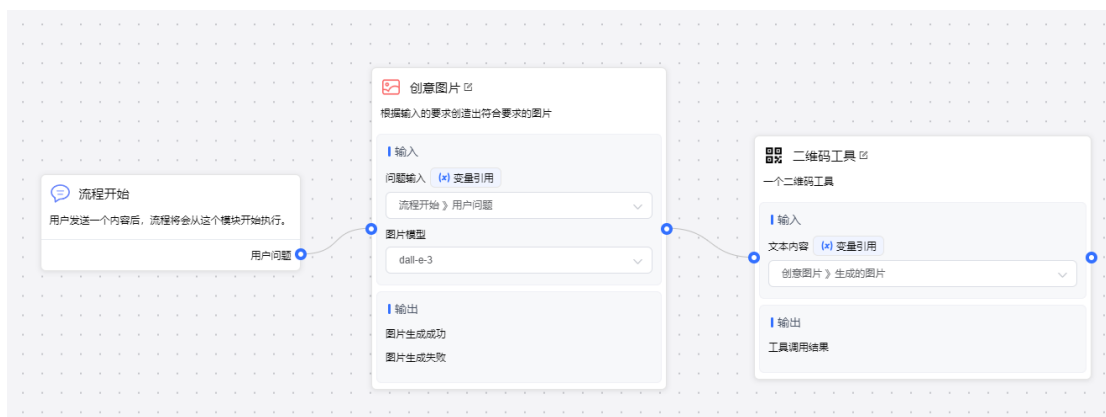 流程开始
用户发送一个内容后，流程将会从这个模块开始执行。
用户问题
创意图片
根据输入的要求创造出符合要求的图片
输入
问题输入 (x) 变量引用
流程开始 》用户问题
图片模型
dall-e-3
输出
图片生成成功
图片生成失败
二维码工具
一个二维码工具
输入
文本内容 (x) 变量引用
创意图片 》生成的图片
输出
工具调用结果